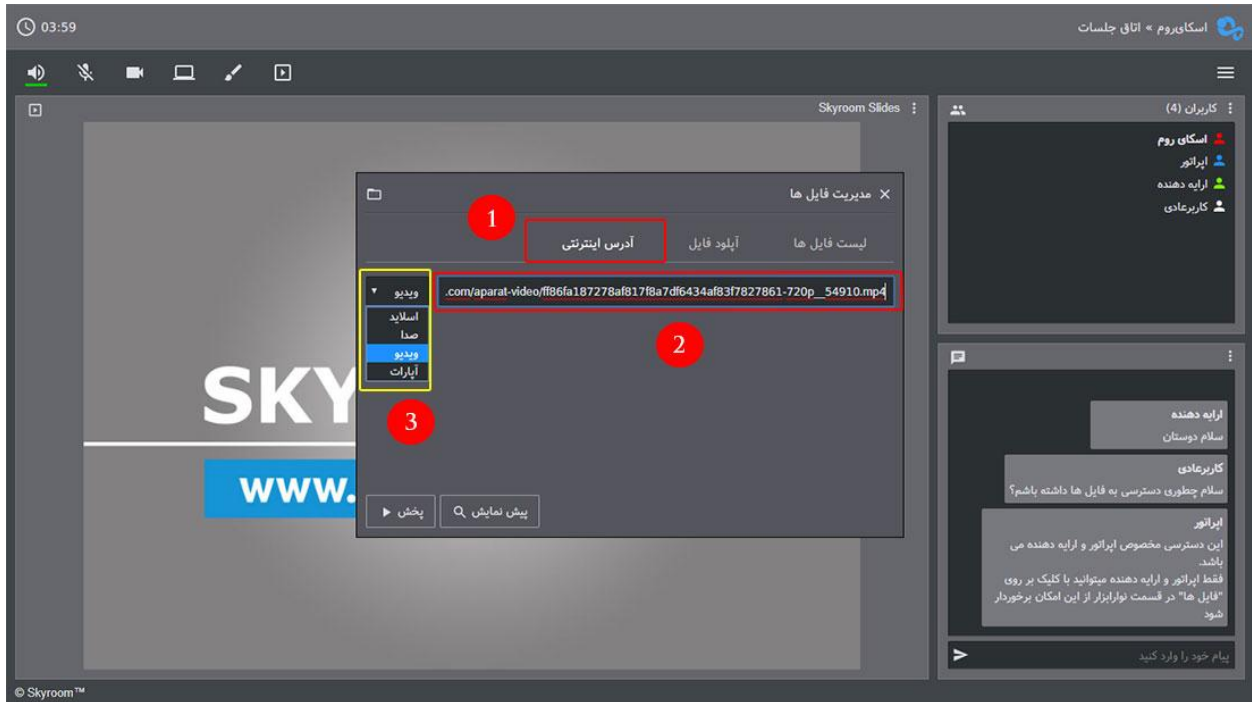 03:59
اسکای‌روم » اتاق جلسات
Skyroom Slides
کاربران (4)
اسکای روم
اپراتور
ارایه دهنده
کاربرعادی
مدیریت فایل ها
1
لیست فایل ها
آپلود فایل
آدرس اینترنتی
.com/aparat-video/ff86fa187278af817f8a7df6434af83f7827861-720p__54910.mp4
ویدیو
اسلاید
صدا
ویدیو
آپارات
2
3
پیش نمایش
پخش
SKY
www.
ارایه دهنده
سلام دوستان
کاربرعادی
سلام چطوری دسترسی به فایل ها داشته باشم؟
اپراتور
این دسترسی مخصوص اپراتور و ارایه دهنده می
باشد.
فقط اپراتور و ارایه دهنده میتوانید با کلیک بر روی
"فایل ها" در قسمت نوارابزار از این امکان برخوردار
شود
پیام خود را وارد کنید
© Skyroom™